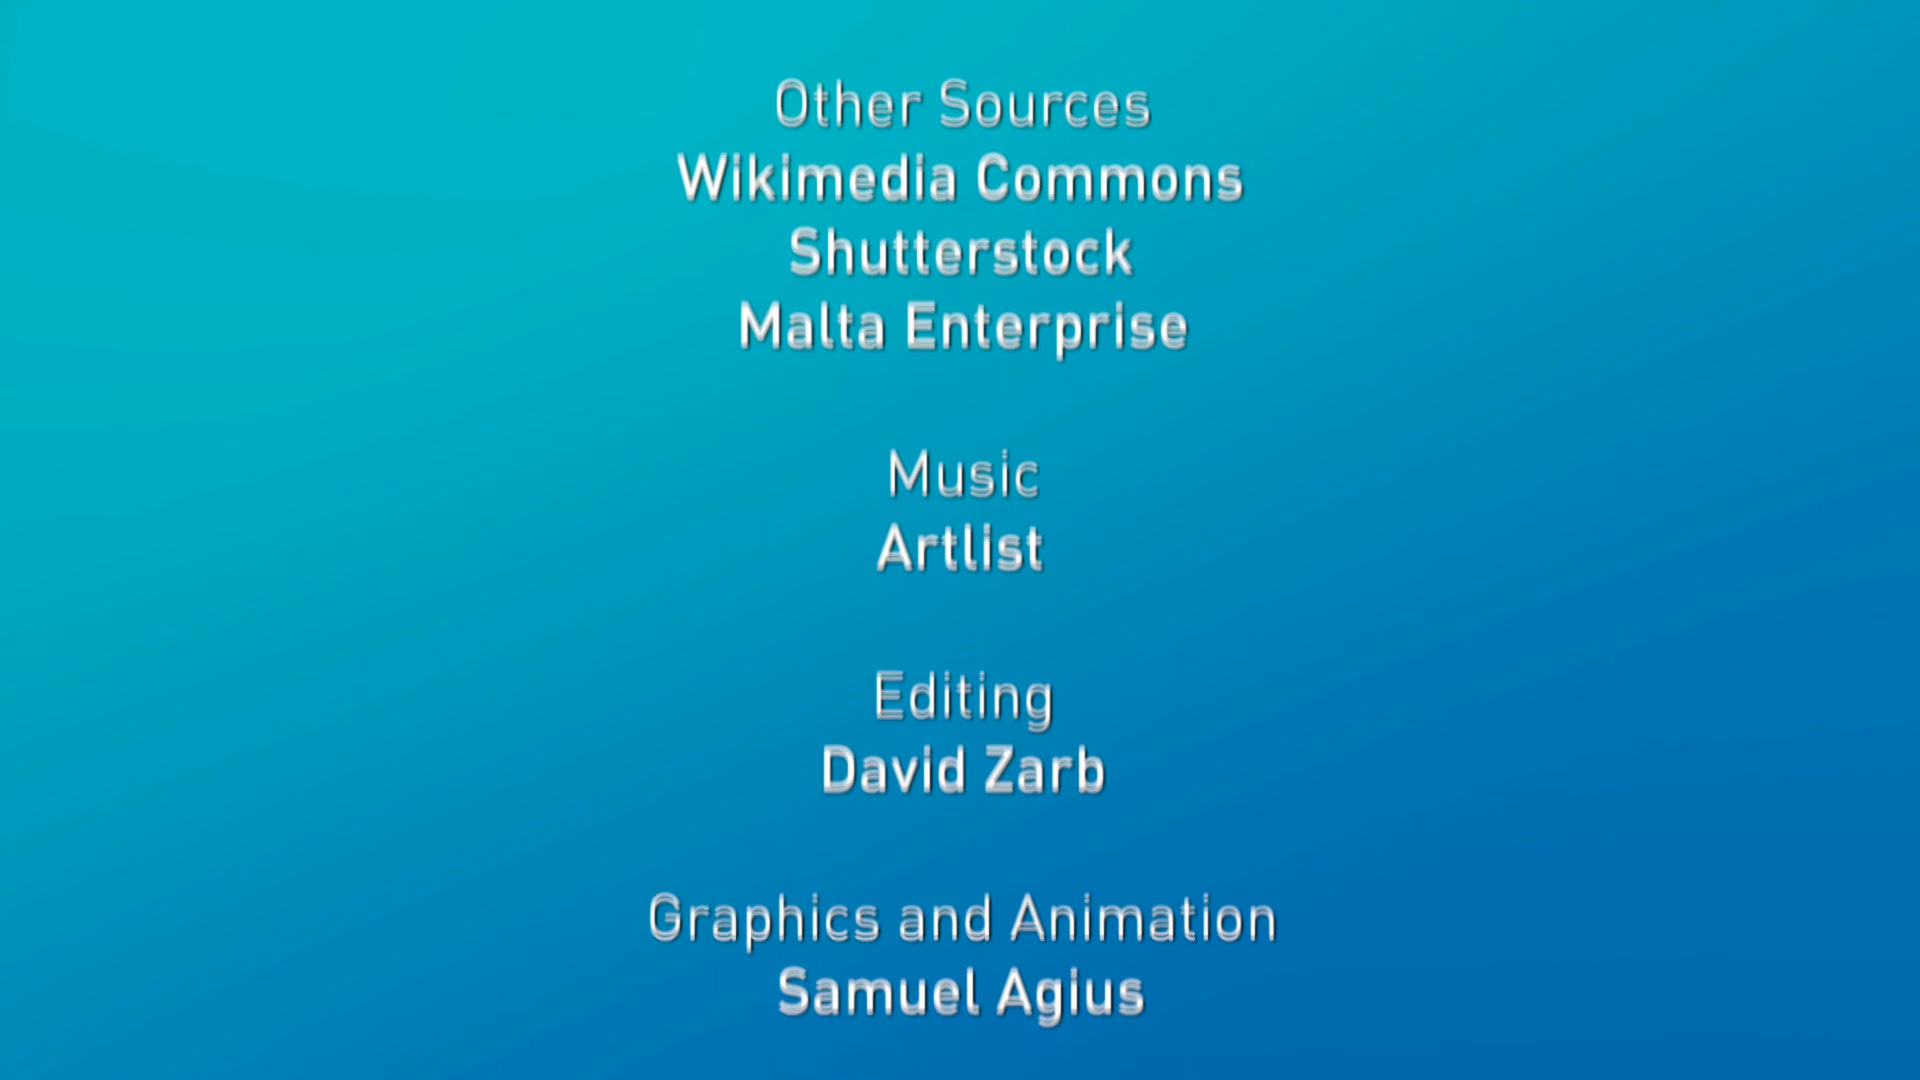 Other Sources
Wikimedia Commons
Shutterstock
Malta Enterprise
Music
Artlist
Editing
David Zarb
Graphics and Animation
Samuel Agius